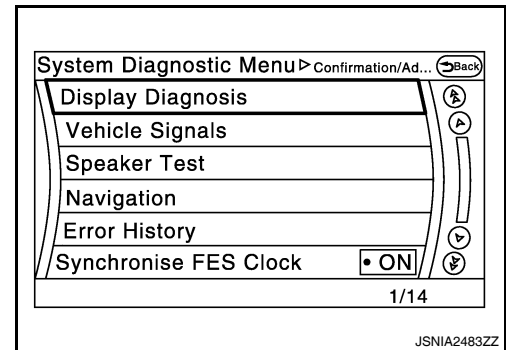 System Diagnostic Menu▷Confirmation/Ad... Back
Display Diagnosis
Vehicle Signals
Speaker Test
Navigation
Error History
Synchronise FES Clock • ON
1/14
JSNIA2483ZZ